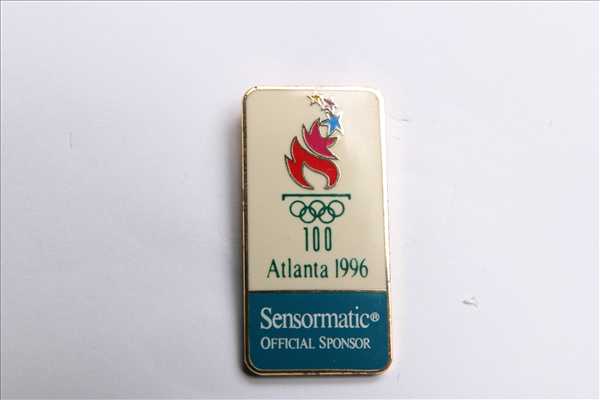 100
Atlanta 1996
Sensormatic®
OFFICIAL SPONSOR